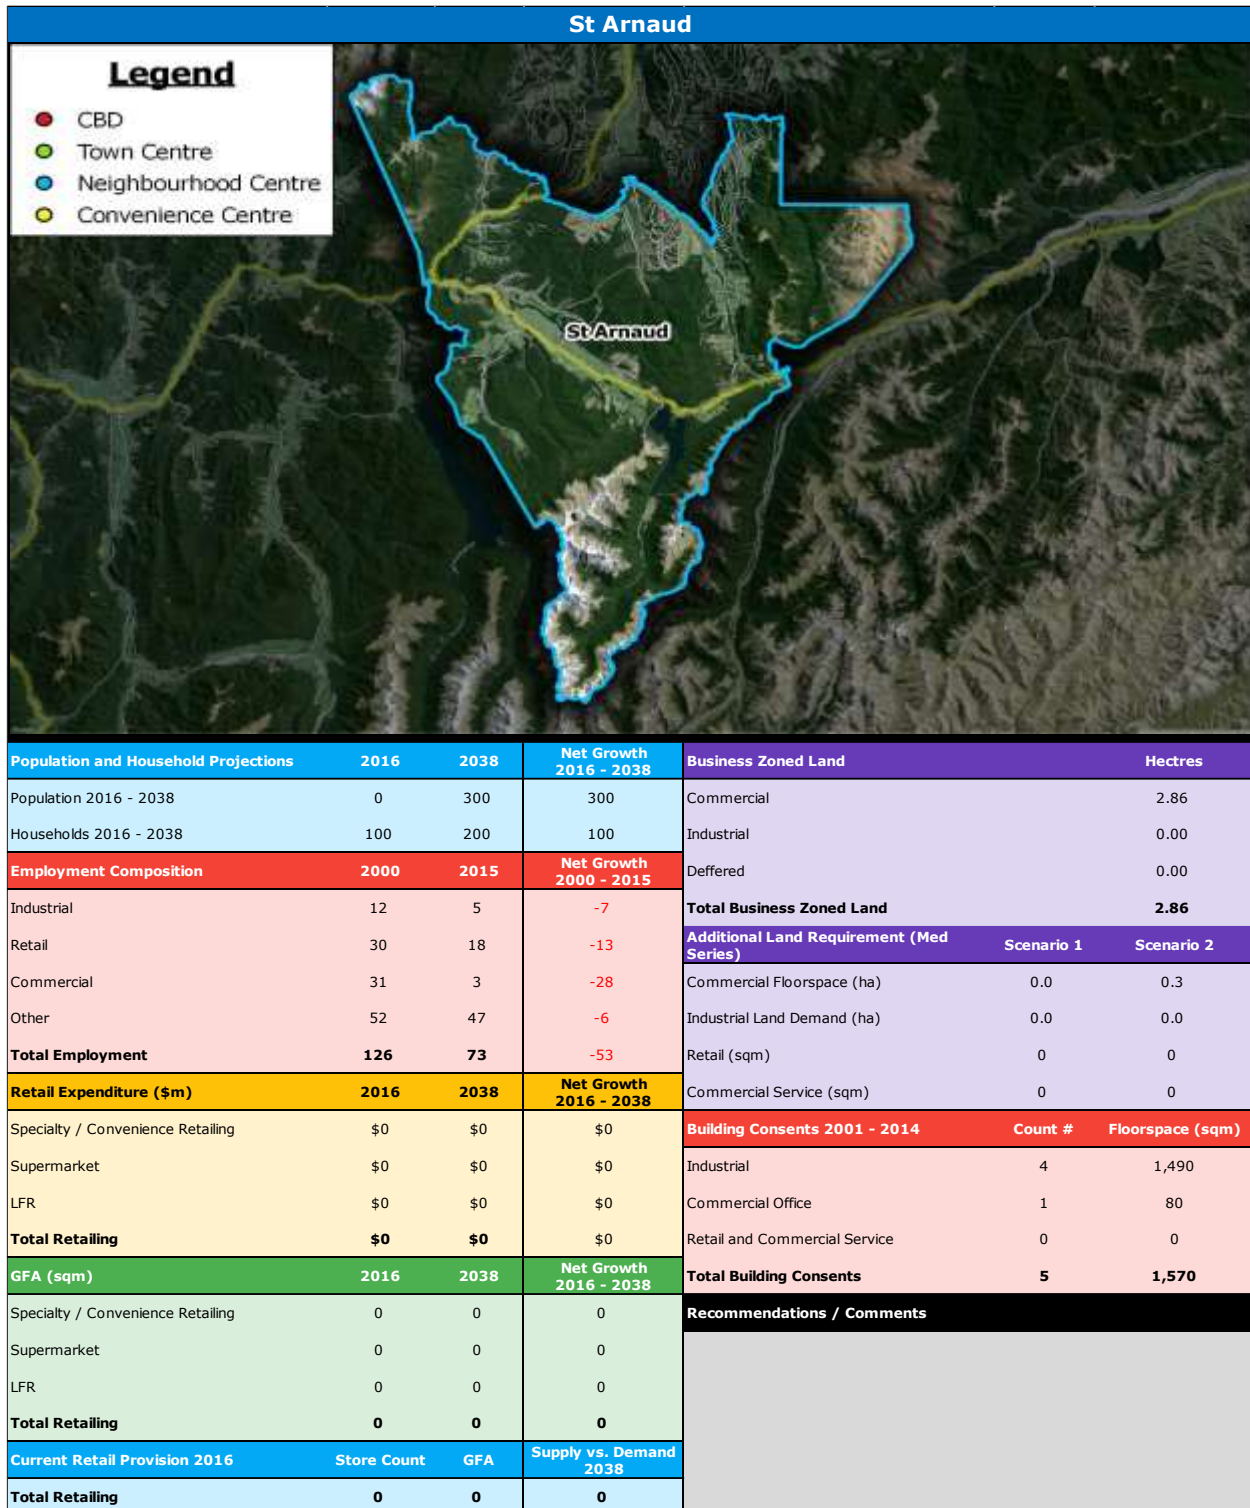 St Arnaud
Legend
CBD
Town Centre
Neighbourhood Centre
Convenience Centre
St Arnaud
Population and Household Projections 2016 2038 Net Growth 2016 - 2038
Population 2016 - 2038 0 300 300
Households 2016 - 2038 100 200 100
Employment Composition 2000 2015 Net Growth 2000 - 2015
Industrial 12 5 -7
Retail 30 18 -13
Commercial 31 3 -28
Other 52 47 -6
Total Employment 126 73 -53
Retail Expenditure ($m) 2016 2038 Net Growth 2016 - 2038
Specialty / Convenience Retailing $0 $0 $0
Supermarket $0 $0 $0
LFR $0 $0 $0
Total Retailing $0 $0 $0
GFA (sqm) 2016 2038 Net Growth 2016 - 2038
Specialty / Convenience Retailing 0 0 0
Supermarket 0 0 0
LFR 0 0 0
Total Retailing 0 0 0
Current Retail Provision 2016 Store Count GFA Supply vs. Demand 2038
Total Retailing 0 0 0
Business Zoned Land Hectres
Commercial 2.86
Industrial 0.00
Deffered 0.00
Total Business Zoned Land 2.86
Additional Land Requirement (Med Series) Scenario 1 Scenario 2
Commercial Floorspace (ha) 0.0 0.3
Industrial Land Demand (ha) 0.0 0.0
Retail (sqm) 0 0
Commercial Service (sqm) 0 0
Building Consents 2001 - 2014 Count # Floorspace (sqm)
Industrial 4 1,490
Commercial Office 1 80
Retail and Commercial Service 0 0
Total Building Consents 5 1,570
Recommendations / Comments